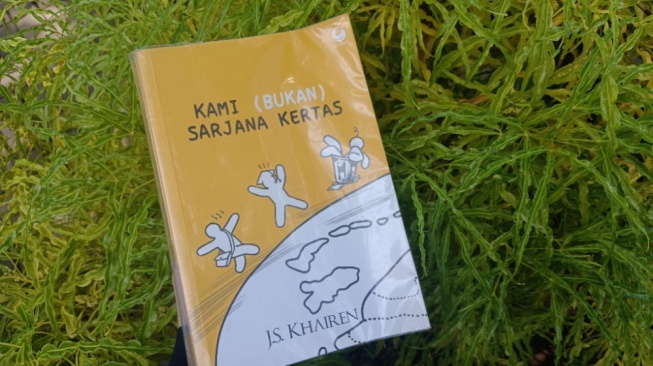 KAMI (BUKAN)
SARJANA KERTAS
J.S. KHAIREN